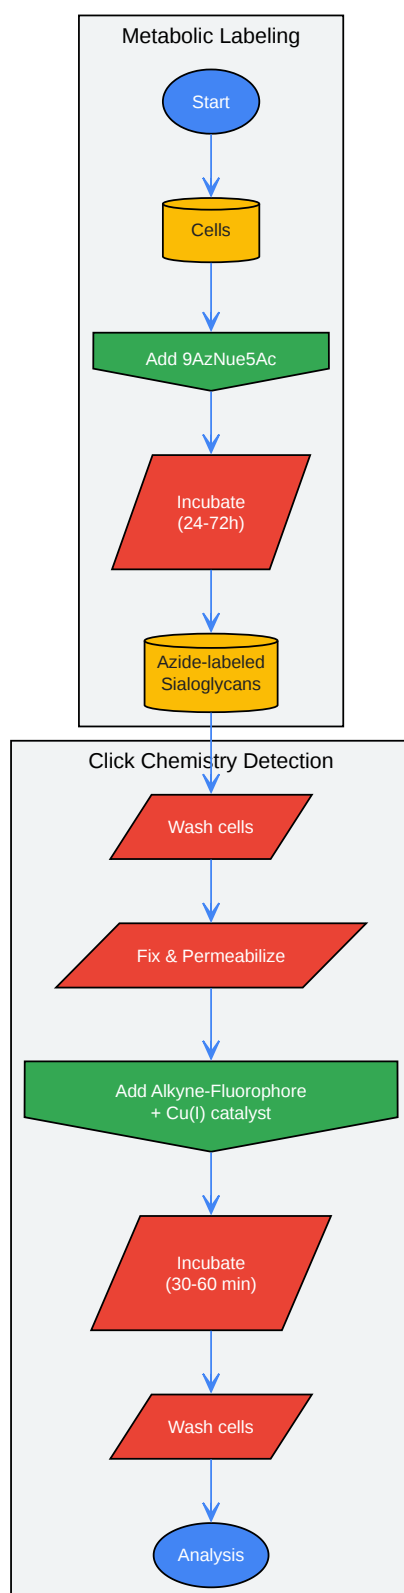 Metabolic Labeling
Start
Cells
Add 9AzNue5Ac
Incubate
(24-72h)
Azide-labeled
Sialoglycans
Click Chemistry Detection
Wash cells
Fix & Permeabilize
Add Alkyne-Fluorophore
+ Cu(I) catalyst
Incubate
(30-60 min)
Wash cells
Analysis